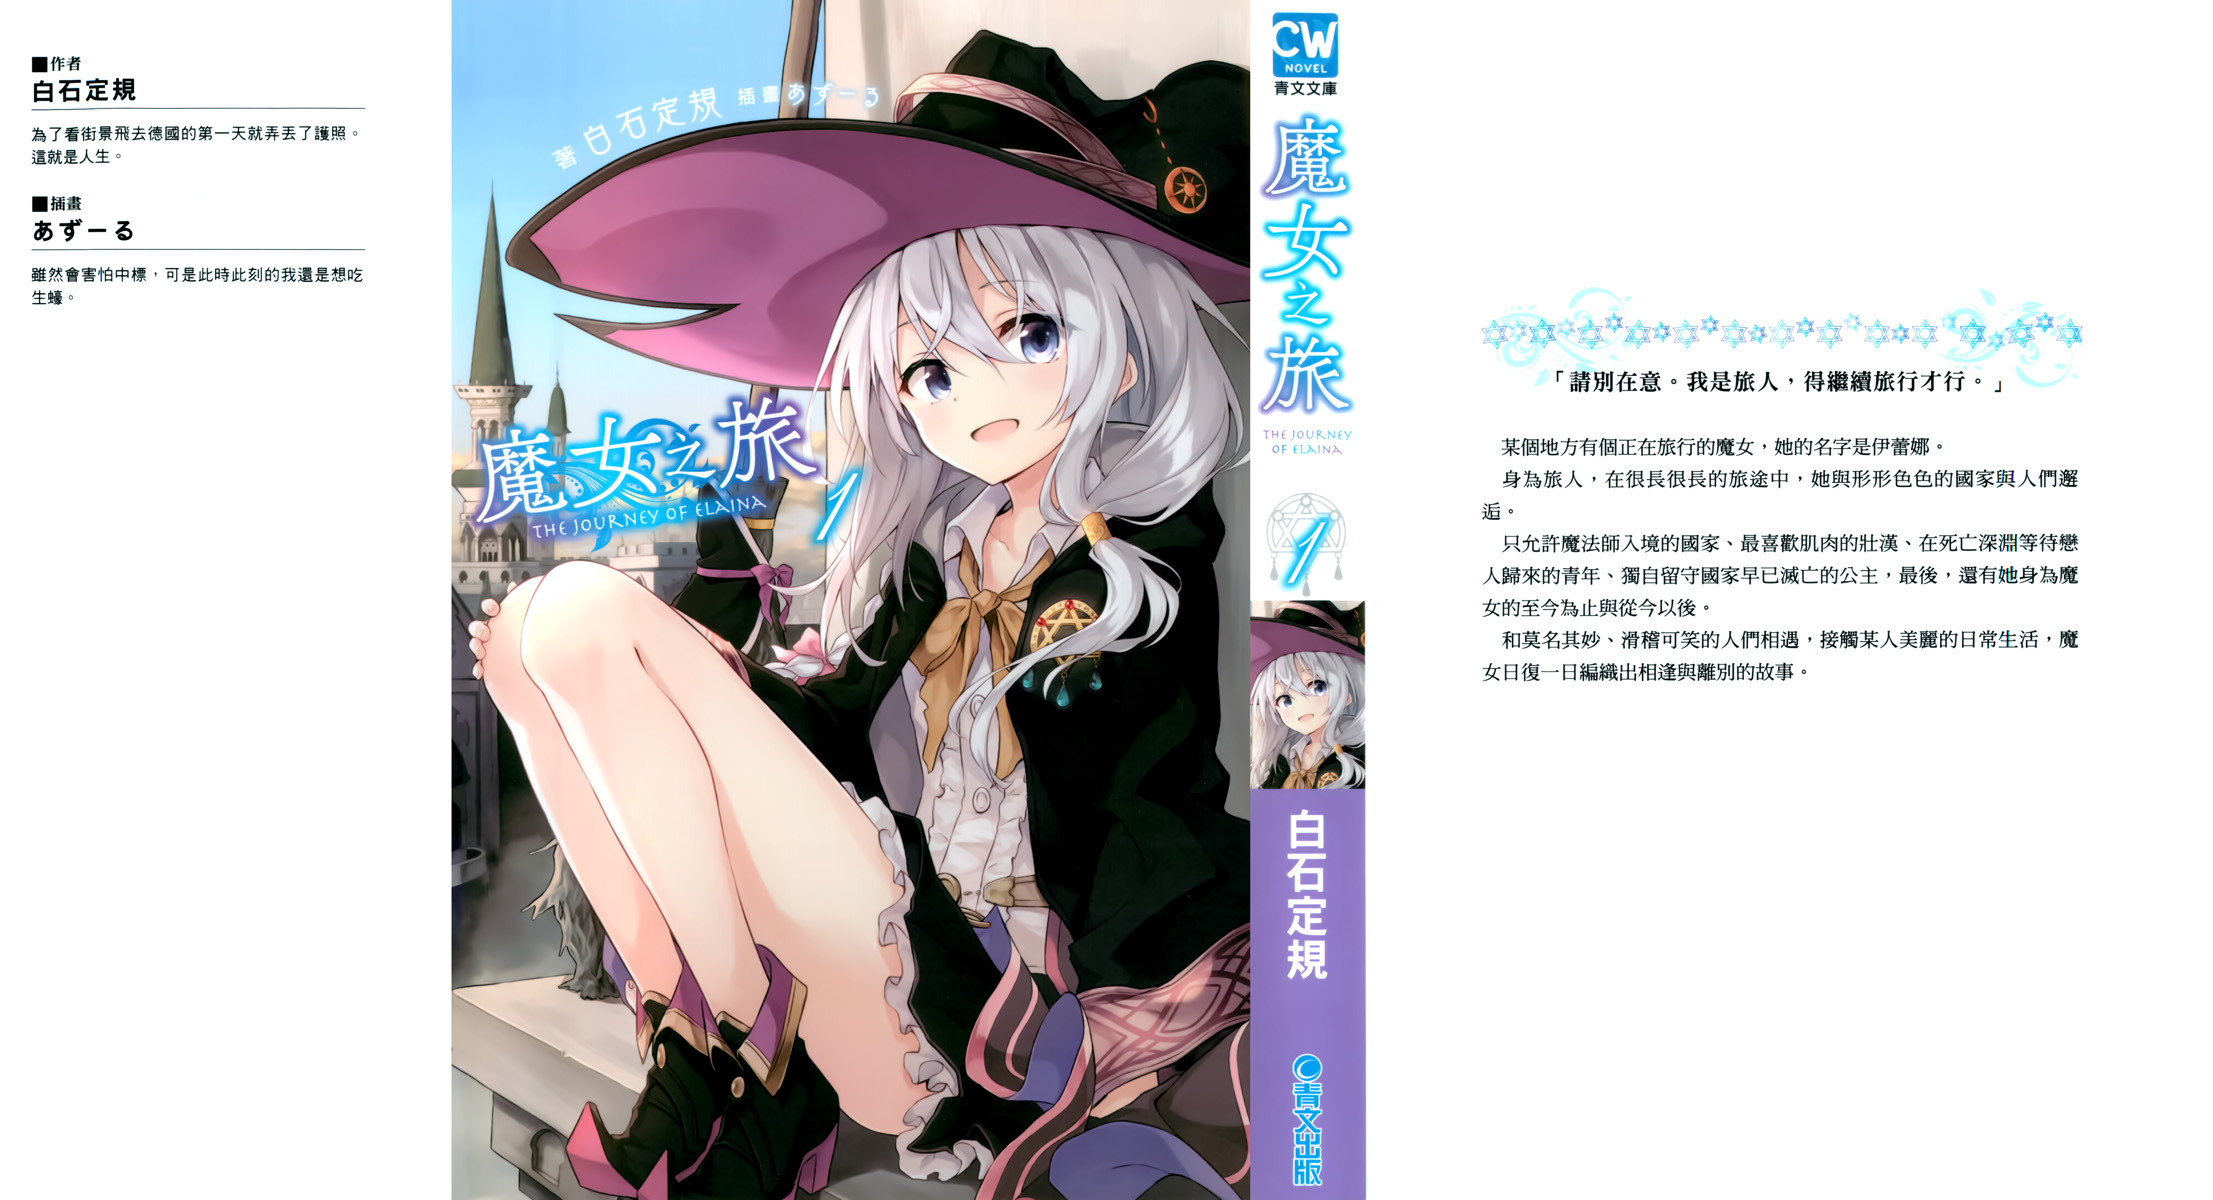 ■作者
白石定規
為了看街景飛去德國的第一天就弄丟了護照。
這就是人生。
■插畫
あずーる
雖然會害怕中標，可是此時此刻的我還是想吃
生蠔。
著 白石定規 插畫あずーる
魔女之旅 1
THE JOURNEY OF ELAINA
CW
NOVEL
青文文庫
魔女之旅
THE JOURNEY
OF ELAINA
1
白石定規
青文出版
「請別在意。我是旅人，得繼續旅行才行。」
某個地方有個正在旅行的魔女，她的名字是伊蕾娜。
身為旅人，在很長很長的旅途中，她與形形色色的國家與人們邂
逅。
只允許魔法師入境的國家、最喜歡肌肉的壯漢、在死亡深淵等待戀
人歸來的青年、獨自留守國家早已滅亡的公主，最後，還有她身為魔
女的至今為止與從今以後。
和莫名其妙、滑稽可笑的人們相遇，接觸某人美麗的日常生活，魔
女日復一日編織出相逢與離別的故事。